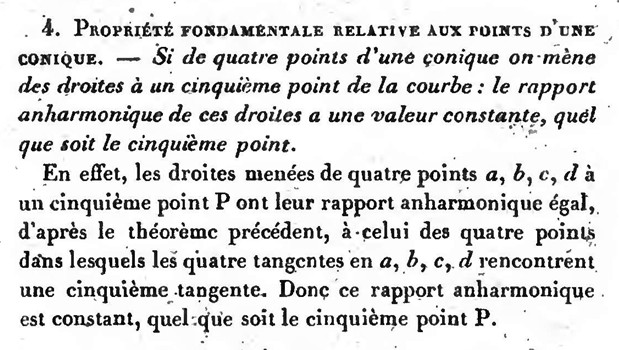 4. PROPRIÉTÉ FONDAMENTALE RELATIVE AUX POINTS D'UNE
CONIQUE. — Si de quatre points d'une conique on mène
des droites à un cinquième point de la courbe : le rapport
anharmonique de ces droites a une valeur constante, quel
que soit le cinquième point.
En effet, les droites menées de quatre points a, b, c, d à
un cinquième point P ont leur rapport anharmonique égal,
d'après le théorème précédent, à celui des quatre points
dans lesquels les quatre tangentes en a, b, c, d rencontrent
une cinquième tangente. Donc ce rapport anharmonique
est constant, quel que soit le cinquième point P.